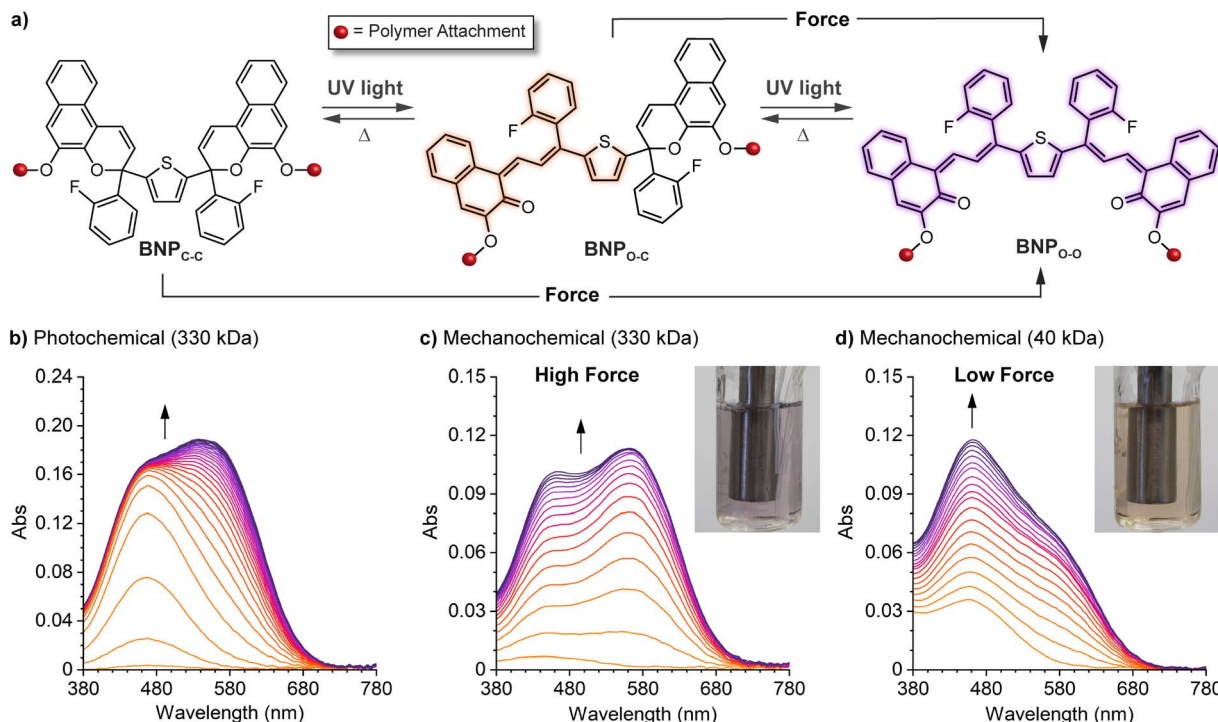 a)
= Polymer Attachment
Force
UV light
Δ
UV light
Δ
F
S
F
O
O
O
O
F
S
O
O
F
O
O
F
S
F
O
O
O
O
BNPC-C
BNPO-C
BNPO-O
Force
b) Photochemical (330 kDa)
c) Mechanochemical (330 kDa)
d) Mechanochemical (40 kDa)
High Force
Low Force
Abs
0.24
0.20
0.16
0.12
0.08
0.04
0
380 480 580 680 780
Wavelength (nm)
Abs
0.15
0.12
0.09
0.06
0.03
0
380 480 580 680 780
Wavelength (nm)
Abs
0.15
0.12
0.09
0.06
0.03
0
380 480 580 680 780
Wavelength (nm)